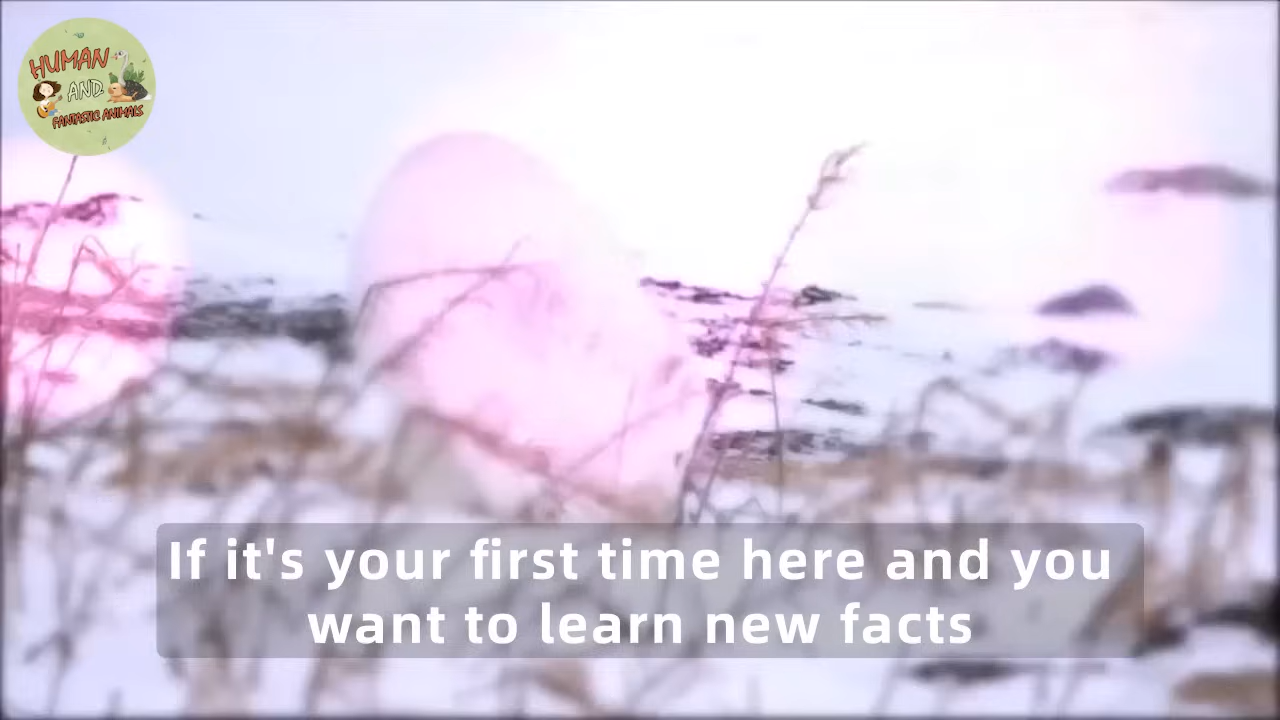 HUMAN
AND
FANTASTIC ANIMALS
If it's your first time here and you
want to learn new facts